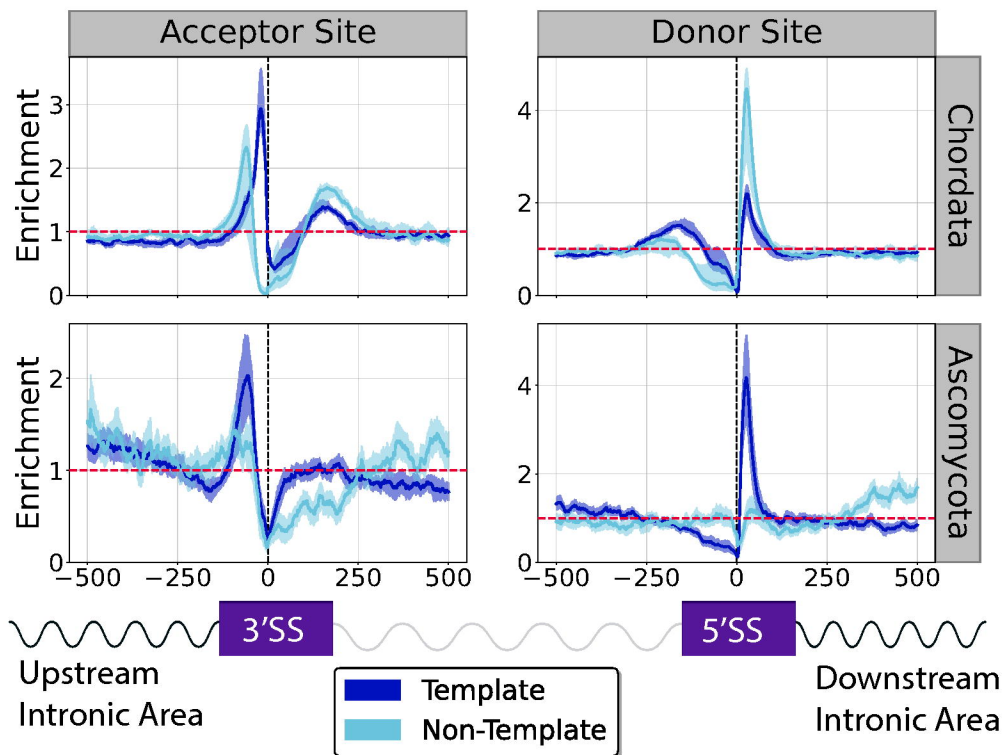 Acceptor Site
Donor Site
Enrichment
3
2
1
0
4
2
0
Chordata
Enrichment
2
1
0
4
2
0
Ascomycota
−500 −250 0 250 500
−500 −250 0 250 500
3'SS
5'SS
Upstream
Intronic Area
Downstream
Intronic Area
Template
Non-Template